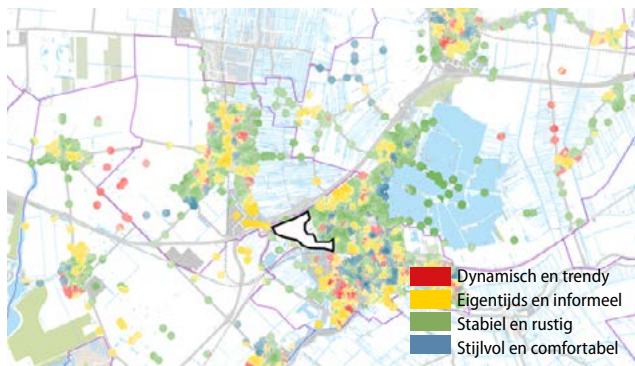 Dynamisch en trendy
Eigentijds en informeel
Stabiel en rustig
Stijlvol en comfortabel